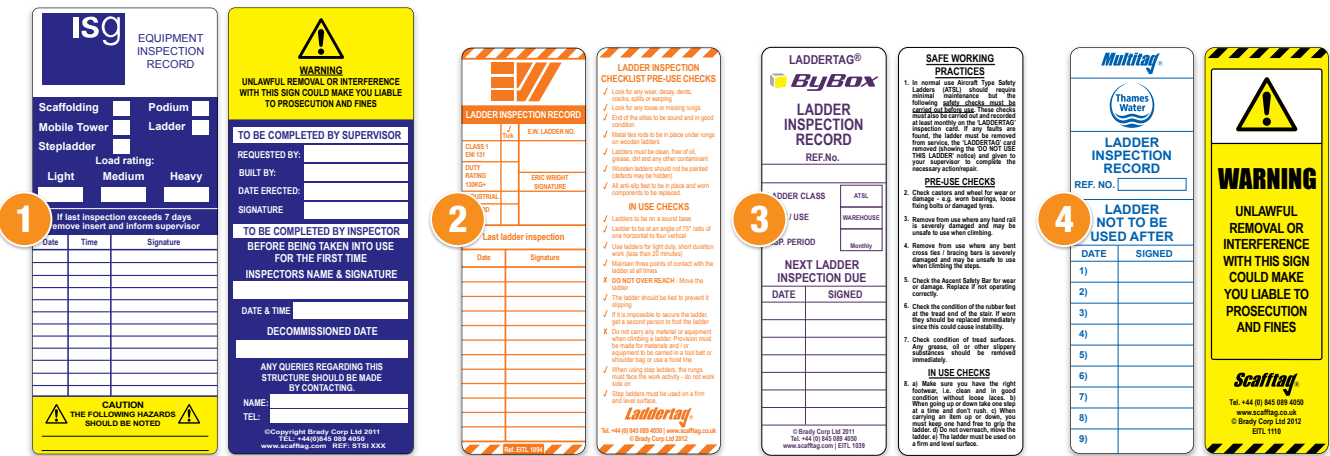 ISG
EQUIPMENT
INSPECTION
RECORD
Scaffolding
Podium
Mobile Tower
Ladder
Stepladder
Load rating:
Light Medium Heavy
1
If last inspection exceeds 7 days
remove insert and inform supervisor
Date Time Signature
CAUTION
THE FOLLOWING HAZARDS
SHOULD BE NOTED
WARNING
UNLAWFUL REMOVAL OR INTERFERENCE
WITH THIS SIGN COULD MAKE YOU LIABLE
TO PROSECUTION AND FINES
TO BE COMPLETED BY SUPERVISOR
REQUESTED BY:
BUILT BY:
DATE ERECTED:
SIGNATURE
TO BE COMPLETED BY INSPECTOR
BEFORE BEING TAKEN INTO USE
FOR THE FIRST TIME
INSPECTORS NAME & SIGNATURE
DATE & TIME
DECOMMISSIONED DATE
ANY QUERIES REGARDING THIS
STRUCTURE SHOULD BE MADE
BY CONTACTING.
NAME:
TEL:
©Copyright Brady Corp Ltd 2011
TEL: +44(0)845 089 4050
www.scafftag.com REF: STSI XXX
LADDER INSPECTION RECORD
√
Tick
E.W. LADDER NO.
CLASS 1
ENI 131
DUTY
RATING
130KG+
ERIC WRIGHT
SIGNATURE
2
Last ladder inspection
Date Signature
Ref. EITL 1094
LADDER INSPECTION
CHECKLIST PRE-USE CHECKS
√ Look for any wear, decay, dents,
cracks, splits or warping
√ Look for any loose or missing rungs
√ End of the stiles to be sound and in good
condition
√ Metal ties rods to be in place under rungs
on wooden ladders
√ Ladders must be clean, free of oil,
grease, dirt and any other contaminant
√ Wooden ladders should not be painted
(defects may be hidden)
√ All anti-slip feet to be in place and worn
components to be replaced.
IN USE CHECKS
√ Ladders to be on a sound base
√ Ladder to be at an angle of 75° ratio of
one horizontal to four vertical
√ Use ladders for light duty, short duration
work (less than 20 minutes)
√ Maintain three points of contact with the
ladder at all times
X DO NOT OVER REACH - Move the
ladder
√ The ladder should be tied to prevent it
slipping
√ If it is impossible to secure the ladder,
get a second person to foot the ladder
X Do not carry any material or equipment
when climbing a ladder. Provision must
be made for materials and / or
equipment to be carried in a tool belt or
shoulder bag or use a hoist line
√ When using step ladders, the rungs
must face the work activity - do not work
side on
√ Step ladders must be used on a firm
and level surface.
Laddertag®
Tel. +44 (0) 845 089 4050 | www.scafftag.co.uk
© Brady Corp Ltd 2012
LADDERTAG®
ByBox
LADDER
INSPECTION
RECORD
REF.No.
LADDER CLASS ATSL
3
/ USE WAREHOUSE
PERIOD Monthly
NEXT LADDER
INSPECTION DUE
DATE SIGNED
© Brady Corp Ltd 2011
Tel. +44 (0) 845 089 4050
www.scafftag.com | EITL 1039
SAFE WORKING
PRACTICES
1. In normal use Aircraft Type Safety
Ladders (ATSL) should require
minimal maintenance but the
following safety checks must be
carried out before use. These checks
must also be carried out and recorded
at least monthly on the 'LADDERTAG'
inspection card. If any faults are
found, the ladder must be removed
from service, the 'LADDERTAG' card
removed (showing the 'DO NOT USE
THIS LADDER' notice) and given to
your supervisor to complete the
necessary action/repair.
PRE-USE CHECKS
2. Check castors and wheel for wear or
damage - e.g. worn bearings, loose
fixing bolts or damaged tyres.
3. Remove from use where any hand rail
is severely damaged and may be
unsafe to use when climbing.
4. Remove from use where any bent
cross ties / bracing bars is severely
damaged and may be unsafe to use
when climbing the steps.
5. Check the Ascent Safety Bar for wear
or damage. Replace if not operating
correctly.
6. Check the condition of the rubber feet
at the tread end of the stair. If worn
they should be replaced immediately
since this could cause instability.
7. Check condition of tread surfaces.
Any grease, oil or other slippery
substances should be removed
immediately.
IN USE CHECKS
8. a) Make sure you have the right
footwear, i.e. clean and in good
condition without loose laces. b)
When going up or down take one step
at a time and don't rush. c) When
carrying an item up or down, you
must keep one hand free to grip the
ladder. d) Do not overreach, move the
ladder. e) The ladder must be used on
a firm and level surface.
Multitag®
Thames
Water
LADDER
INSPECTION
RECORD
REF. NO.
4
LADDER
NOT TO BE
USED AFTER
DATE SIGNED
1)
2)
3)
4)
5)
6)
7)
8)
9)
WARNING
UNLAWFUL
REMOVAL OR
INTERFERENCE
WITH THIS SIGN
COULD MAKE
YOU LIABLE TO
PROSECUTION
AND FINES
Scafftag®
Tel. +44 (0) 845 089 4050
www.scafftag.co.uk
© Brady Corp Ltd 2012
EITL 1110